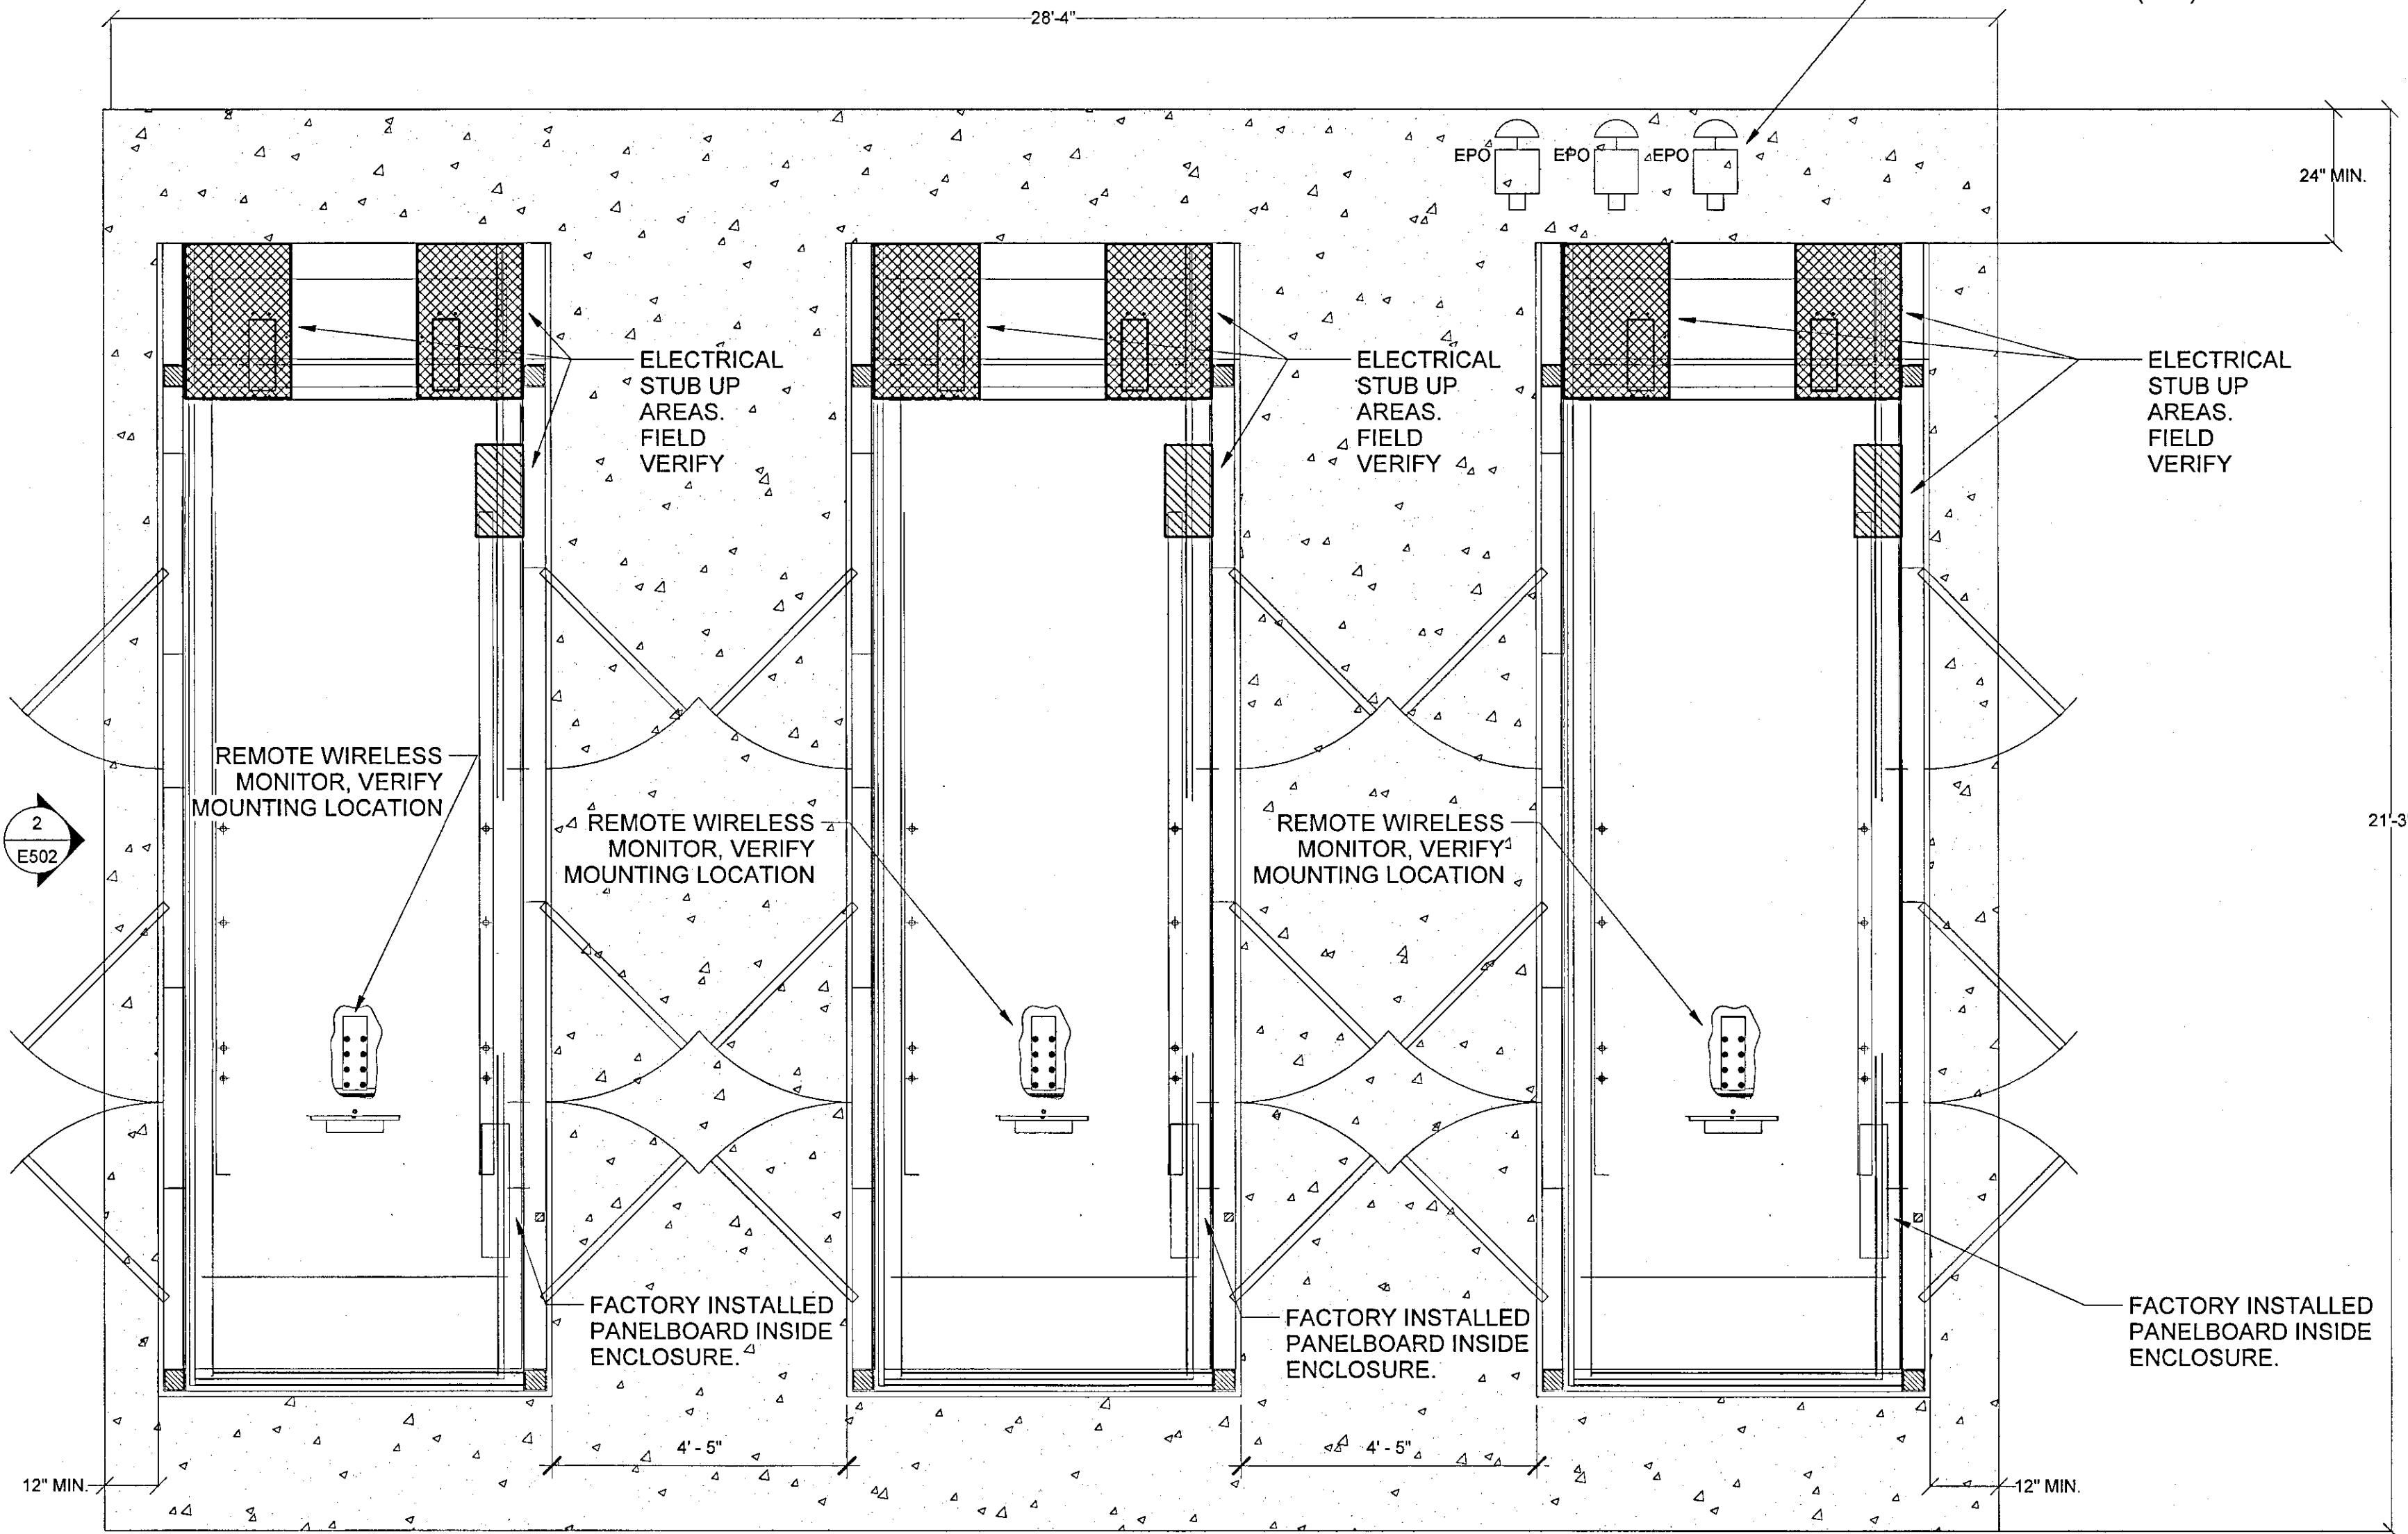 28'-4"
EPO
EPO
EPO
24" MIN.
ELECTRICAL
STUB UP
AREAS.
FIELD
VERIFY
ELECTRICAL
STUB UP
AREAS.
FIELD
VERIFY
ELECTRICAL
STUB UP
AREAS.
FIELD
VERIFY
REMOTE WIRELESS
MONITOR, VERIFY
MOUNTING LOCATION
REMOTE WIRELESS
MONITOR, VERIFY
MOUNTING LOCATION
REMOTE WIRELESS
MONITOR, VERIFY
MOUNTING LOCATION
2
E502
21'-3
FACTORY INSTALLED
PANELBOARD INSIDE
ENCLOSURE.
FACTORY INSTALLED
PANELBOARD INSIDE
ENCLOSURE.
FACTORY INSTALLED
PANELBOARD INSIDE
ENCLOSURE.
4' - 5"
4' - 5"
12" MIN.
12" MIN.